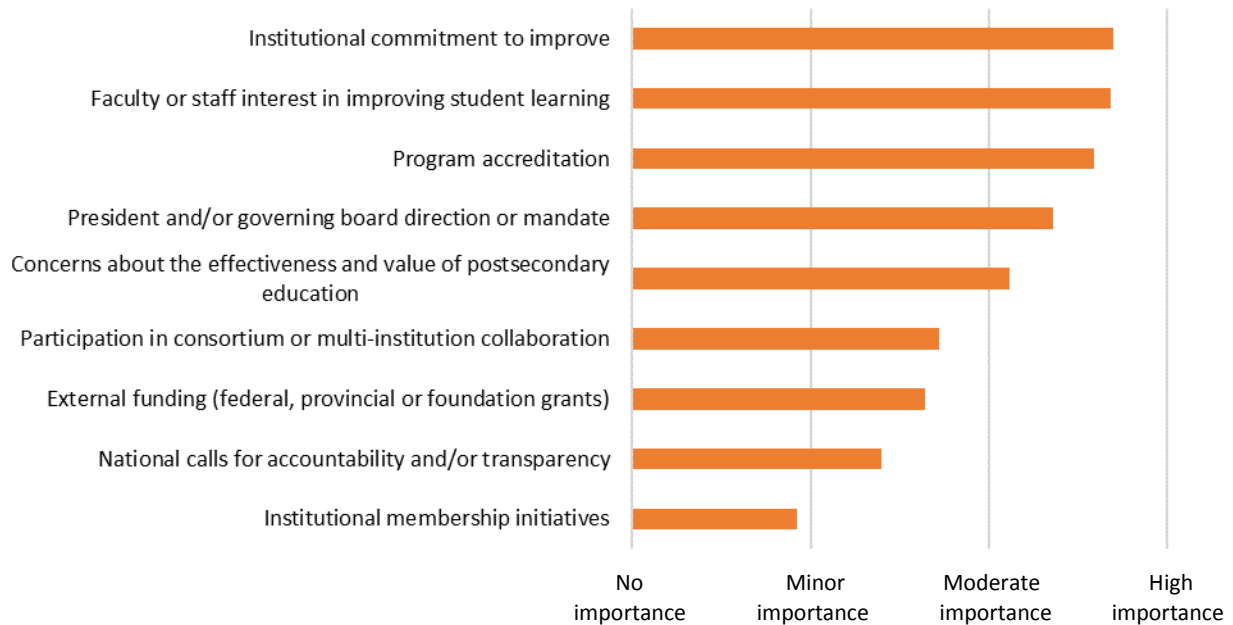 Institutional commitment to improve
Faculty or staff interest in improving student learning
Program accreditation
President and/or governing board direction or mandate
Concerns about the effectiveness and value of postsecondary
education
Participation in consortium or multi-institution collaboration
External funding (federal, provincial or foundation grants)
National calls for accountability and/or transparency
Institutional membership initiatives
No
importance
Minor
importance
Moderate
importance
High
importance